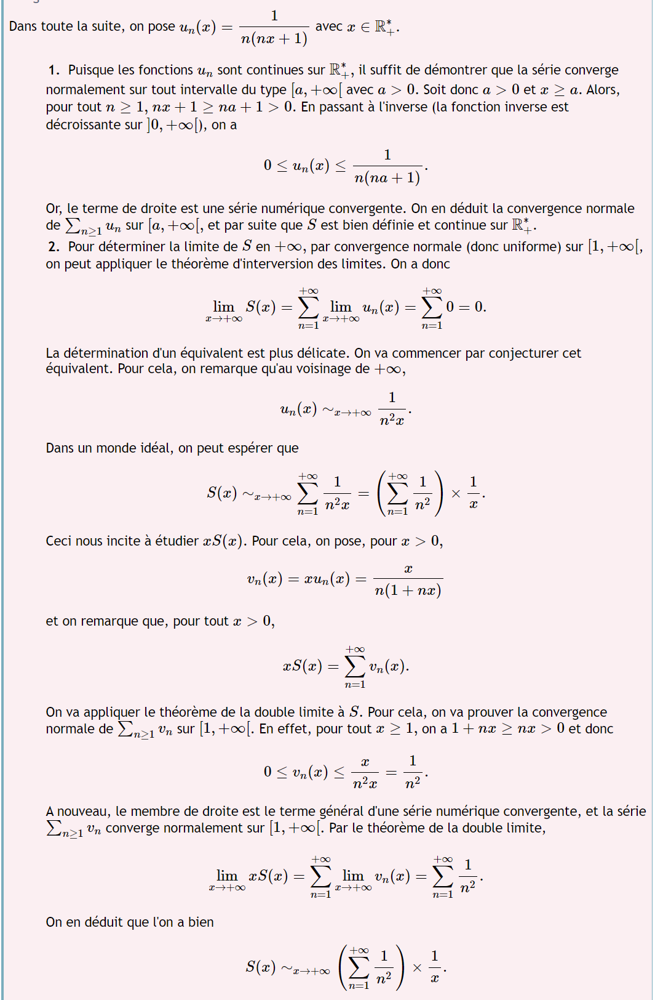 Dans toute la suite, on pose $u_n(x) = \dfrac{1}{n(nx+1)}$ avec $x \in \mathbb{R}_+^*$.
1. Puisque les fonctions $u_n$ sont continues sur $\mathbb{R}_+^*$, il suffit de démontrer que la série converge
normalement sur tout intervalle du type $[a, +\infty[$ avec $a > 0$. Soit donc $a > 0$ et $x \geq a$. Alors,
pour tout $n \geq 1$, $nx + 1 \geq na + 1 > 0$. En passant à l'inverse (la fonction inverse est
décroissante sur $]0, +\infty[$), on a
$0 \leq u_n(x) \leq \dfrac{1}{n(na+1)}.$
Or, le terme de droite est une série numérique convergente. On en déduit la convergence normale
de $\sum_{n\geq 1} u_n$ sur $[a, +\infty[$, et par suite que $S$ est bien définie et continue sur $\mathbb{R}_+^*$.
2. Pour déterminer la limite de $S$ en $+\infty$, par convergence normale (donc uniforme) sur $[1, +\infty[$,
on peut appliquer le théorème d'interversion des limites. On a donc
$\lim_{x\to+\infty} S(x) = \sum_{n=1}^{+\infty} \lim_{x\to+\infty} u_n(x) = \sum_{n=1}^{+\infty} 0 = 0.$
La détermination d'un équivalent est plus délicate. On va commencer par conjecturer cet
équivalent. Pour cela, on remarque qu'au voisinage de $+\infty$,
$u_n(x) \sim_{x\to+\infty} \dfrac{1}{n^2 x}.$
Dans un monde idéal, on peut espérer que
$S(x) \sim_{x\to+\infty} \sum_{n=1}^{+\infty} \dfrac{1}{n^2 x} = \left(\sum_{n=1}^{+\infty} \dfrac{1}{n^2}\right) \times \dfrac{1}{x}.$
Ceci nous incite à étudier $xS(x)$. Pour cela, on pose, pour $x > 0$,
$v_n(x) = xu_n(x) = \dfrac{x}{n(1+nx)}$
et on remarque que, pour tout $x > 0$,
$xS(x) = \sum_{n=1}^{+\infty} v_n(x).$
On va appliquer le théorème de la double limite à $S$. Pour cela, on va prouver la convergence
normale de $\sum_{n\geq 1} v_n$ sur $[1, +\infty[$. En effet, pour tout $x \geq 1$, on a $1 + nx \geq nx > 0$ et donc
$0 \leq v_n(x) \leq \dfrac{x}{n^2 x} = \dfrac{1}{n^2}.$
A nouveau, le membre de droite est le terme général d'une série numérique convergente, et la série
$\sum_{n\geq 1} v_n$ converge normalement sur $[1, +\infty[$. Par le théorème de la double limite,
$\lim_{x\to+\infty} xS(x) = \sum_{n=1}^{+\infty} \lim_{x\to+\infty} v_n(x) = \sum_{n=1}^{+\infty} \dfrac{1}{n^2}.$
On en déduit que l'on a bien
$S(x) \sim_{x\to+\infty} \left(\sum_{n=1}^{+\infty} \dfrac{1}{n^2}\right) \times \dfrac{1}{x}.$